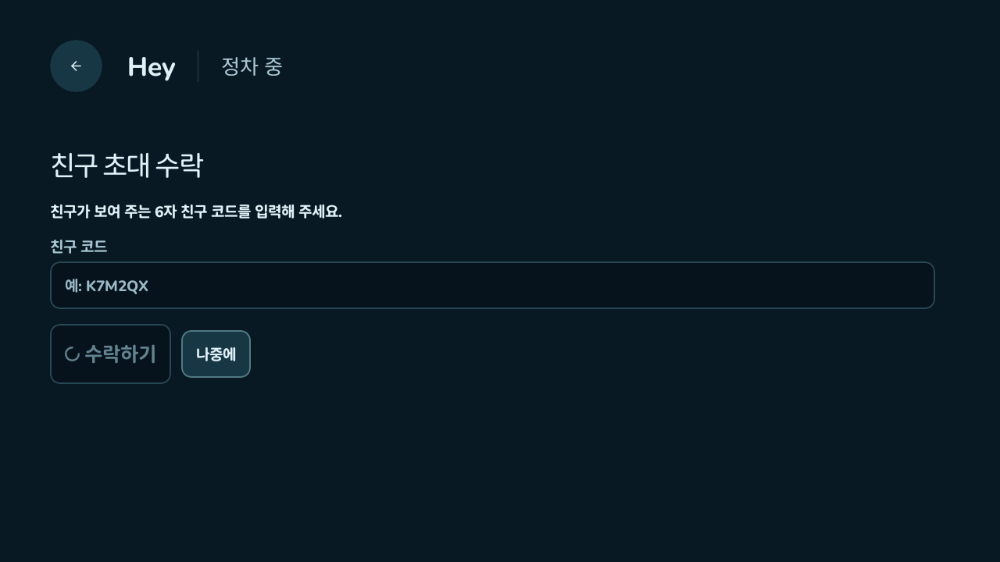 Hey
정차 중
친구 초대 수락
친구가 보여 주는 6자 친구 코드를 입력해 주세요.
친구 코드
예: K7M2QX
수락하기
나중에